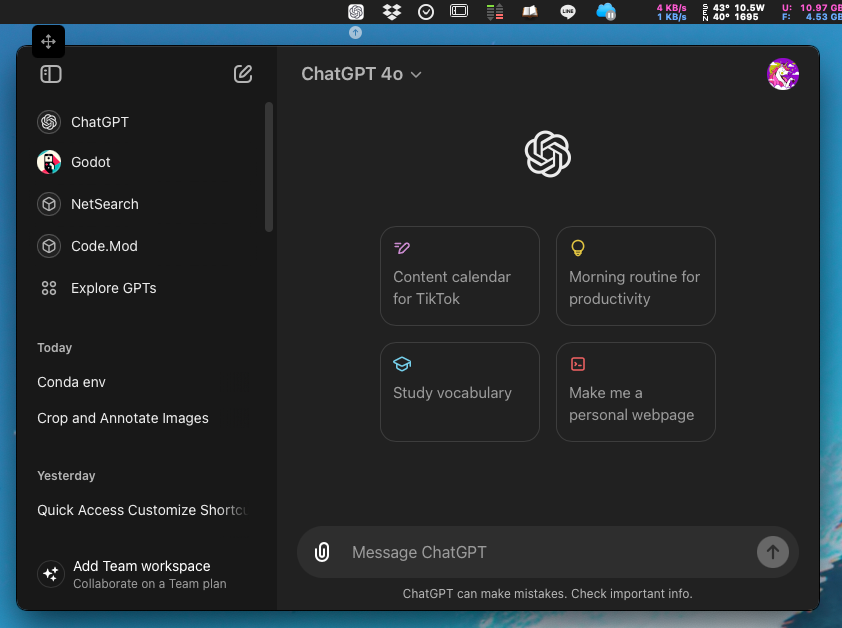 LINE
4 KB/s
1 KB/s
SEN
43° 10.5W
40° 1695
U: 10.97 GB
F: 4.53 GB
ChatGPT 4o
ChatGPT
Godot
NetSearch
Code.Mod
Explore GPTs
Today
Conda env
Crop and Annotate Images
Yesterday
Quick Access Customize Shortcu
Add Team workspace
Collaborate on a Team plan
Content calendar
for TikTok
Morning routine for
productivity
Study vocabulary
Make me a
personal webpage
Message ChatGPT
ChatGPT can make mistakes. Check important info.